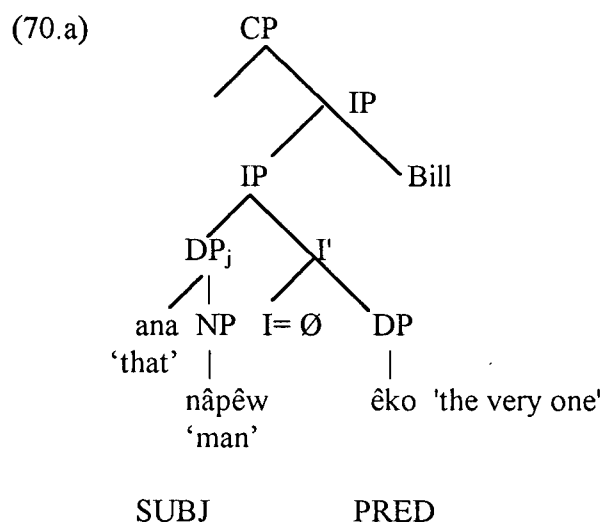 (70.a) CP
IP
IP Bill
DPj I'
ana NP I= Ø DP
‘that’
nâpêw êko 'the very one'
‘man’
SUBJ PRED